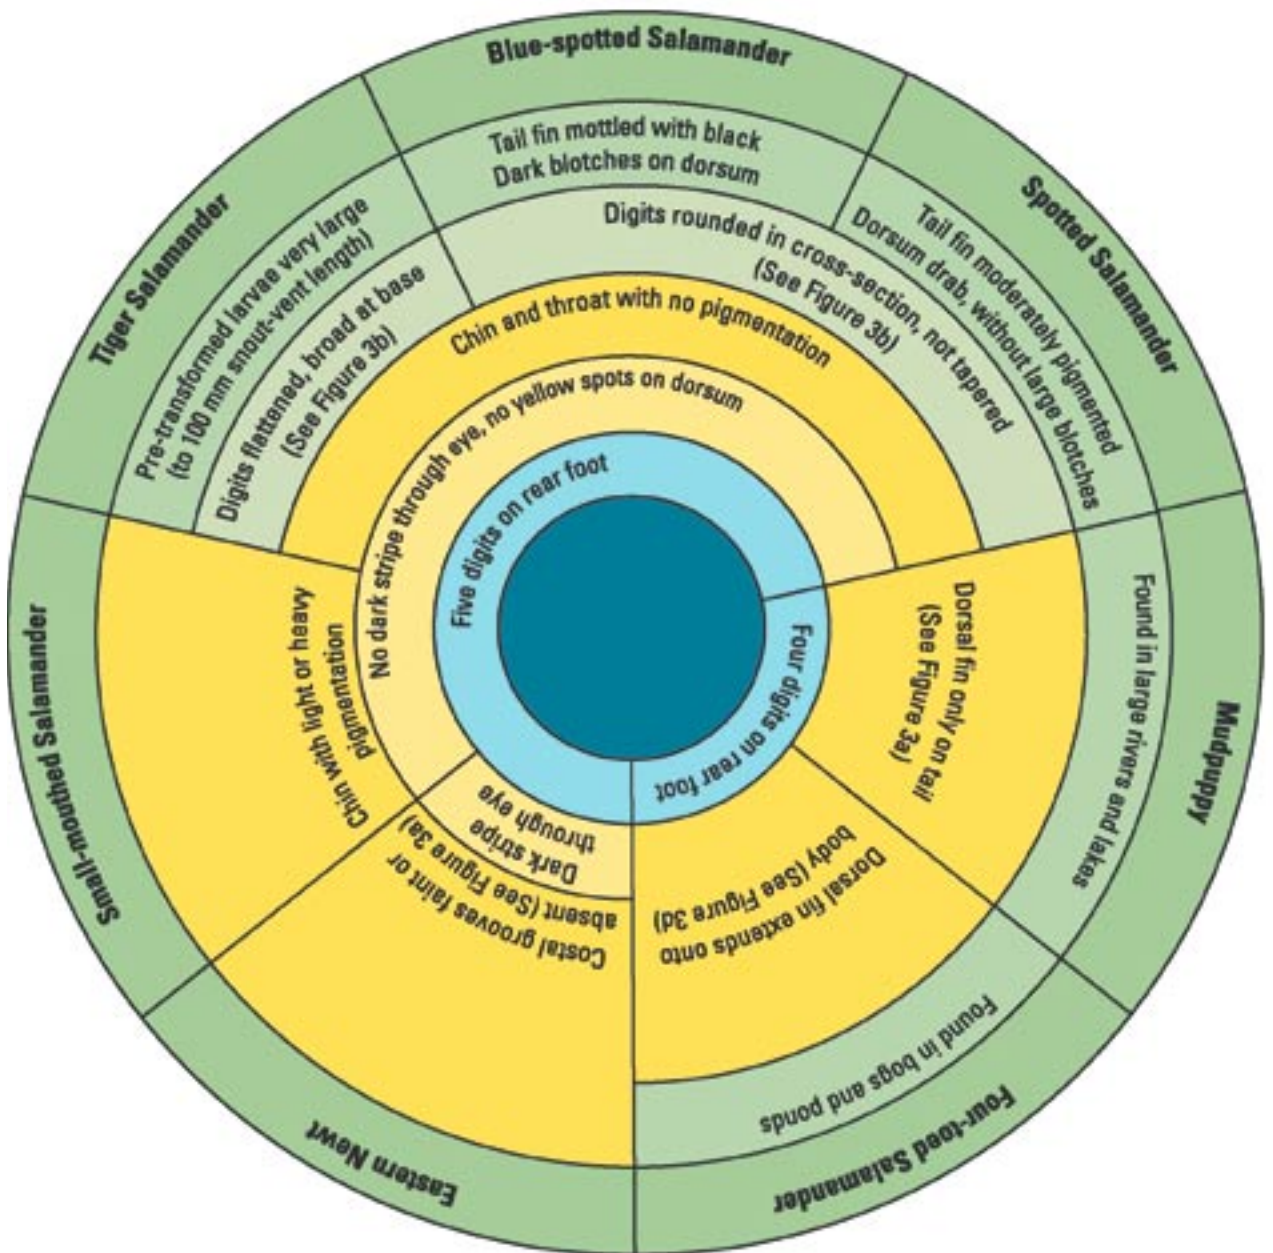 Blue-spotted Salamander
Tail fin mottled with black
Dark blotches on dorsum
Spotted Salamander
Tail fin moderately pigmented
Dorsum drab, without large blotches
Digits rounded in cross-section, not tapered
(See Figure 3b)
Tiger Salamander
Pre-transformed larvae very large
(to 100 mm snout-vent length)
Digits flattened, broad at base
(See Figure 3b)
Chin and throat with no pigmentation
No dark stripe through eye, no yellow spots on dorsum
Five digits on rear foot
Four digits on rear foot
Dorsal fin only on tail
(See Figure 3a)
Found in large rivers and lakes
Mudpuppy
Dorsal fin extends onto
body (See Figure 3d)
Found in bogs and ponds
Four-toed Salamander
Dark stripe
through eye
Costal grooves faint or
absent (See Figure 3a)
Eastern Newt
Chin with light or heavy
pigmentation
Small-mouthed Salamander